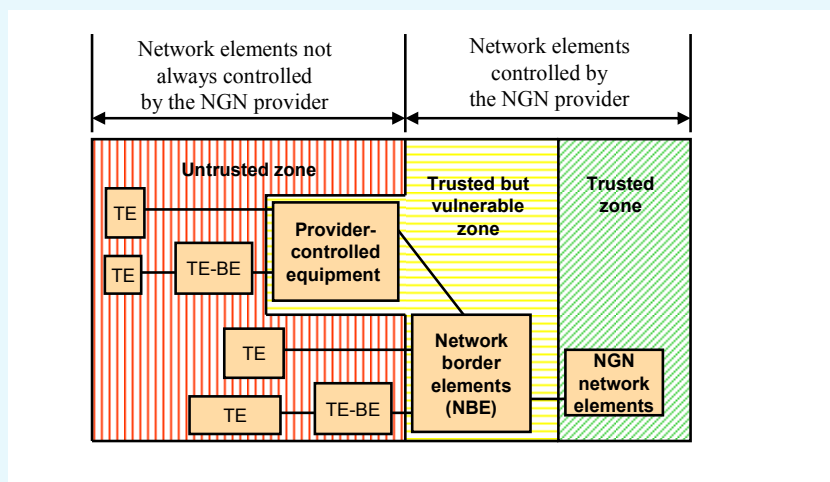 Network elements not
always controlled
by the NGN provider
Network elements
controlled by
the NGN provider
Untrusted zone
Trusted but
vulnerable
zone
Trusted
zone
TE
Provider-
controlled
equipment
TE
TE-BE
TE
Network
border
elements
(NBE)
NGN
network
elements
TE
TE-BE